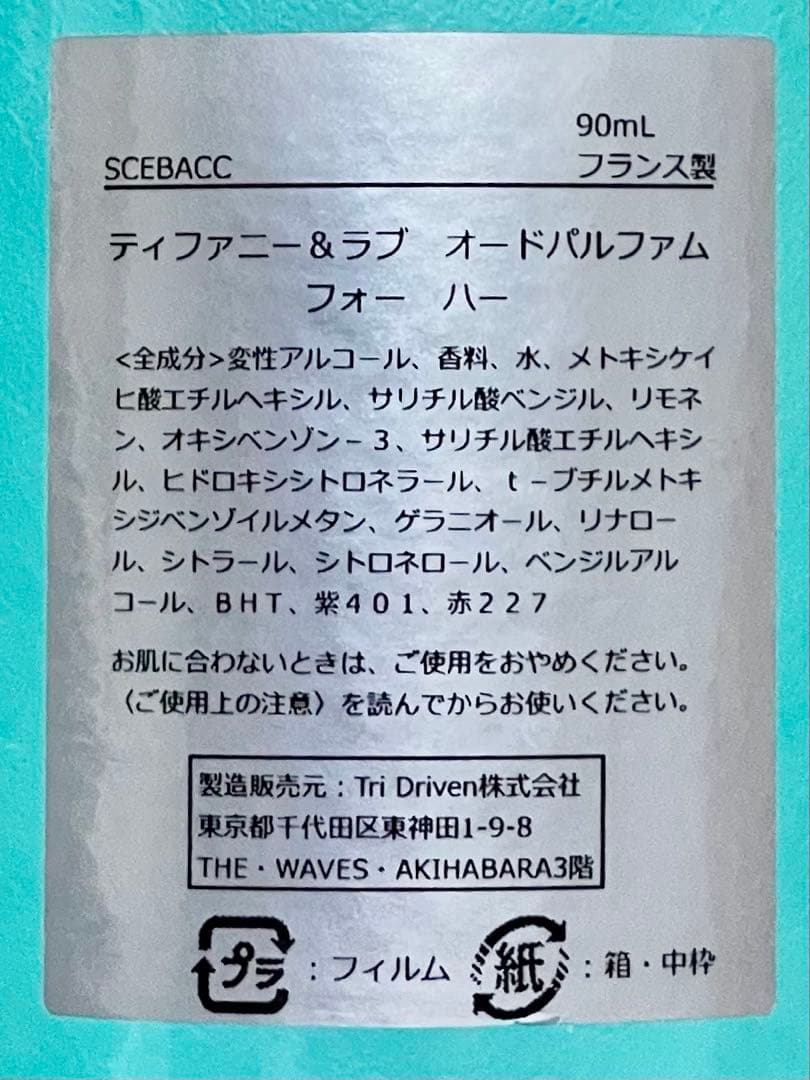 90mL
SCEBACC フランス製
ティファニー＆ラブ　オードパルファム
フォー　ハー
<全成分>変性アルコール、香料、水、メトキシケイ
ヒ酸エチルヘキシル、サリチル酸ベンジル、リモネ
ン、オキシベンゾン－３、サリチル酸エチルヘキシ
ル、ヒドロキシシトロネラール、ｔ－ブチルメトキ
シジベンゾイルメタン、ゲラニオール、リナロー
ル、シトラール、シトロネロール、ベンジルアル
コール、ＢＨＴ、紫４０１、赤２２７
お肌に合わないときは、ご使用をおやめください。
〈ご使用上の注意〉を読んでからお使いください。
製造販売元：Tri Driven株式会社
東京都千代田区東神田1-9-8
THE・WAVES・AKIHABARA3階
プラ：フィルム 紙：箱・中枠